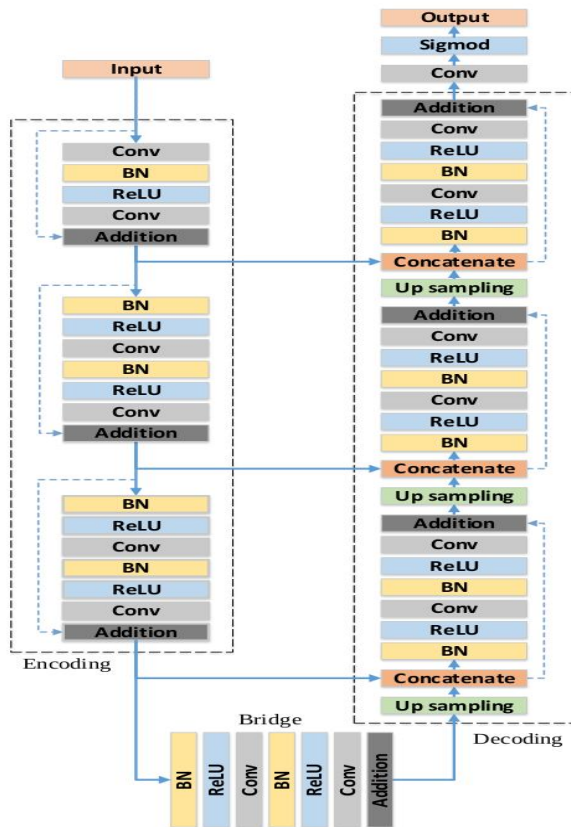 Input
Conv
BN
ReLU
Conv
Addition
BN
ReLU
Conv
BN
ReLU
Conv
Addition
BN
ReLU
Conv
BN
ReLU
Conv
Addition
Encoding
Bridge
BN
ReLU
Conv
BN
ReLU
Conv
Addition
Output
Sigmod
Conv
Addition
Conv
ReLU
BN
Conv
ReLU
BN
Concatenate
Up sampling
Addition
Conv
ReLU
BN
Conv
ReLU
BN
Concatenate
Up sampling
Addition
Conv
ReLU
BN
Conv
ReLU
BN
Concatenate
Up sampling
Decoding